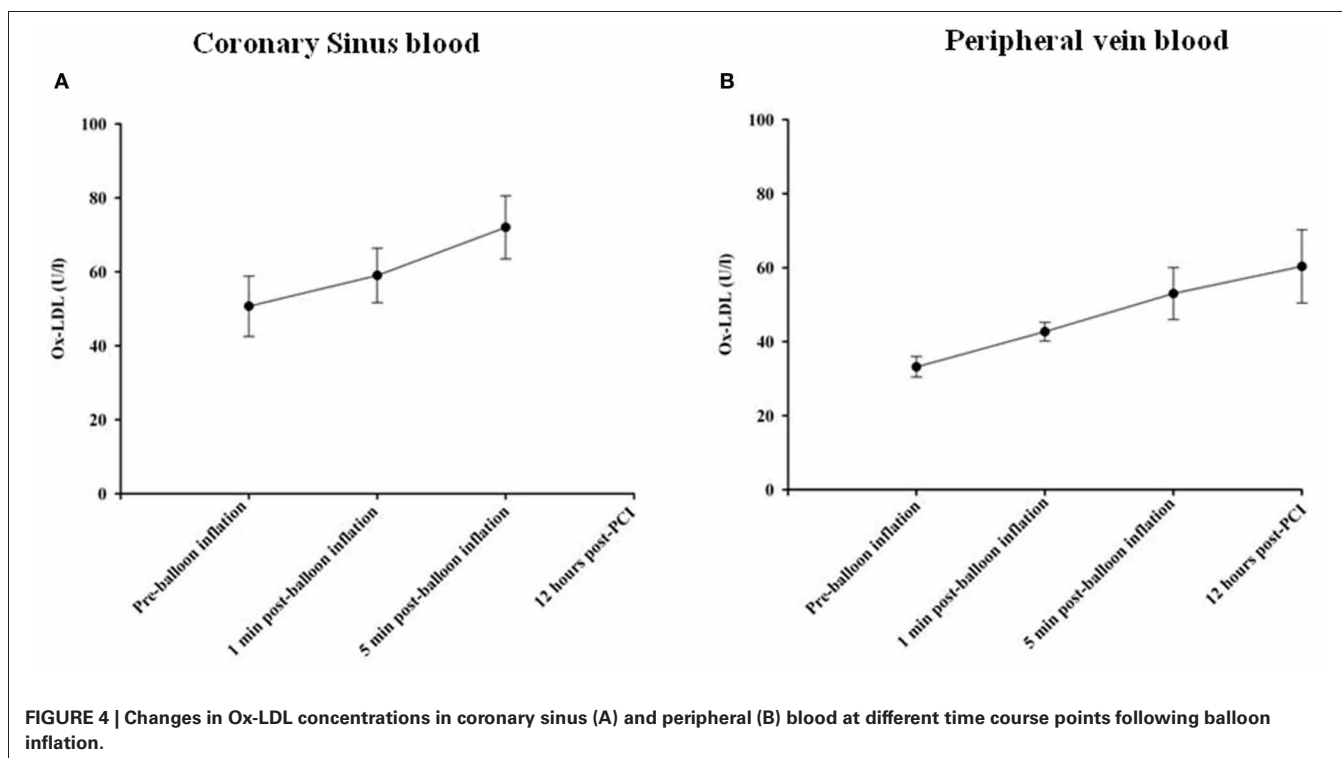 Coronary Sinus blood
A
100
80
60
40
20
0
Ox-LDL (U/l)
Pre-balloon inflation
1 min post-balloon inflation
5 min post-balloon inflation
12 hours post-PCI
Peripheral vein blood
B
100
80
60
40
20
0
Ox-LDL (U/l)
Pre-balloon inflation
1 min post-balloon inflation
5 min post-balloon inflation
12 hours post-PCI
FIGURE 4 | Changes in Ox-LDL concentrations in coronary sinus (A) and peripheral (B) blood at different time course points following balloon
inflation.